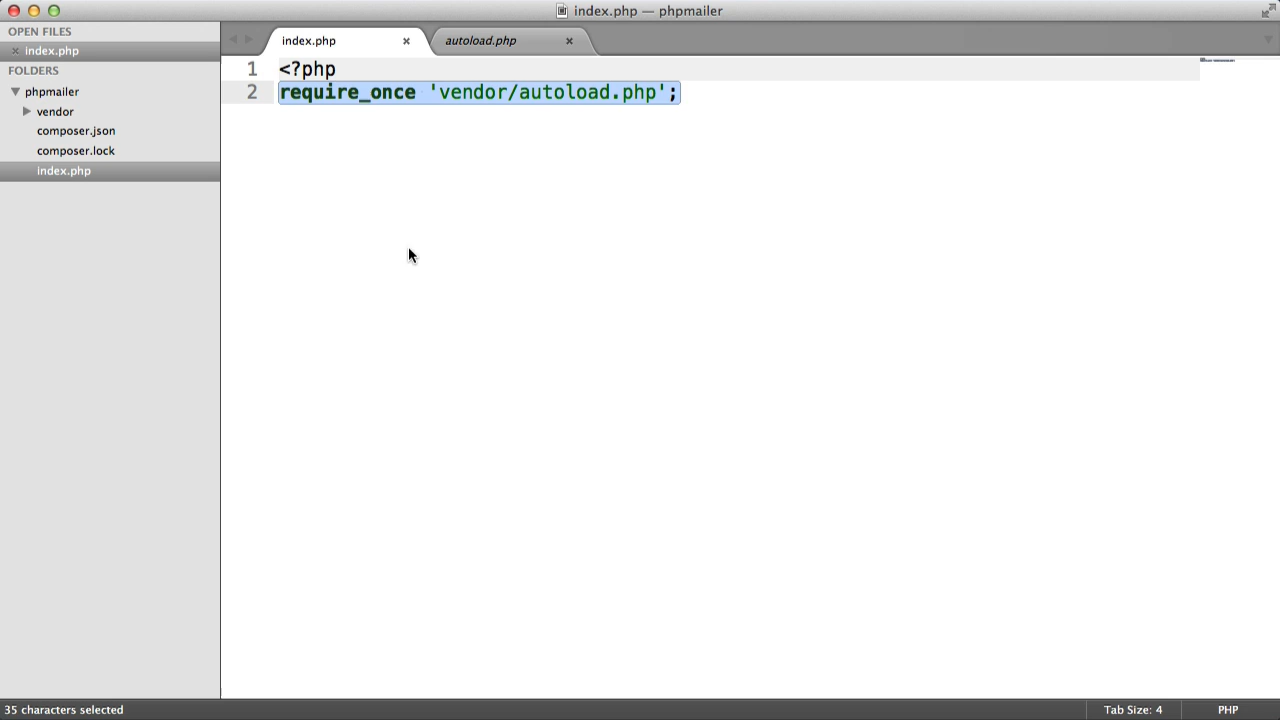 index.php — phpmailer
OPEN FILES
index.php
FOLDERS
phpmailer
vendor
composer.json
composer.lock
index.php
index.php
autoload.php
1 <?php
2 require_once 'vendor/autoload.php';
35 characters selected
Tab Size: 4
PHP